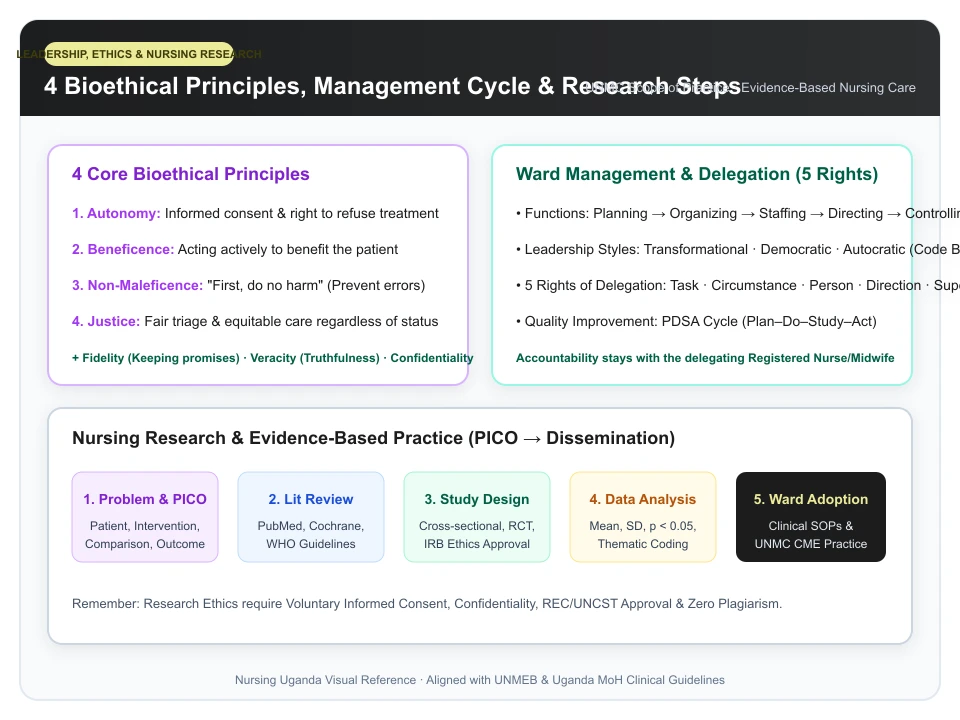 LEADERSHIP, ETHICS & NURSING RESEARCH
4 Bioethical Principles, Management Cycle & Research Steps
Evidence-Based Nursing Care
4 Core Bioethical Principles
1. Autonomy: Informed consent & right to refuse treatment
2. Beneficence: Acting actively to benefit the patient
3. Non-Maleficence: "First, do no harm" (Prevent errors)
4. Justice: Fair triage & equitable care regardless of status
+ Fidelity (Keeping promises) · Veracity (Truthfulness) · Confidentiality
Ward Management & Delegation (5 Rights)
• Functions: Planning → Organizing → Staffing → Directing → Controllin
• Leadership Styles: Transformational · Democratic · Autocratic (Code B
• 5 Rights of Delegation: Task · Circumstance · Person · Direction · Supe
• Quality Improvement: PDSA Cycle (Plan–Do–Study–Act)
Accountability stays with the delegating Registered Nurse/Midwife
Nursing Research & Evidence-Based Practice (PICO → Dissemination)
1. Problem & PICO
Patient, Intervention,
Comparison, Outcome
2. Lit Review
PubMed, Cochrane,
WHO Guidelines
3. Study Design
Cross-sectional, RCT,
IRB Ethics Approval
4. Data Analysis
Mean, SD, p < 0.05,
Thematic Coding
5. Ward Adoption
Clinical SOPs &
UNMC CME Practice
Remember: Research Ethics require Voluntary Informed Consent, Confidentiality, REC/UNCST Approval & Zero Plagiarism.
Nursing Uganda Visual Reference · Aligned with UNMEB & Uganda MoH Clinical Guidelines